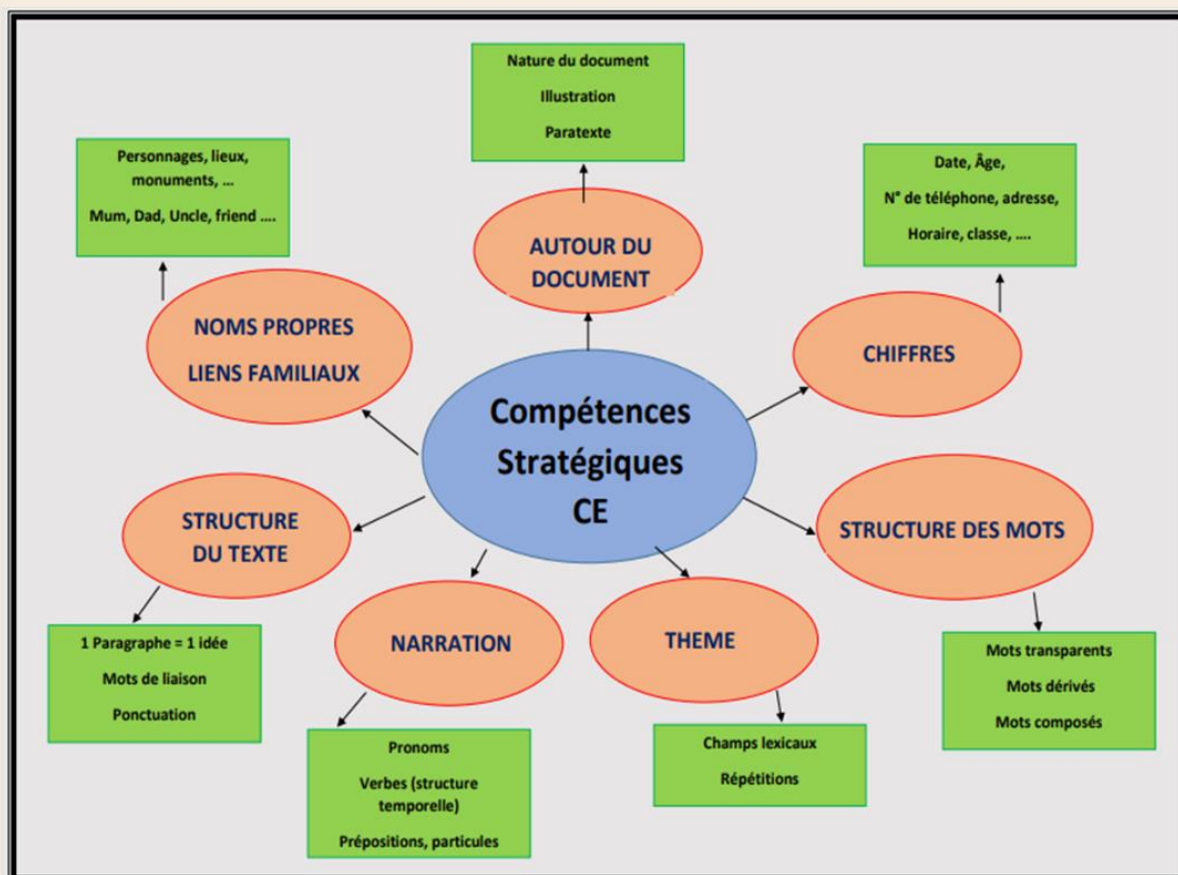 Nature du document
Illustration
Paratexte
Personnages, lieux,
monuments, ...
Mum, Dad, Uncle, friend ....
Date, Âge,
N° de téléphone, adresse,
Horaire, classe, ....
AUTOUR DU
DOCUMENT
NOMS PROPRES
LIENS FAMILIAUX
CHIFFRES
Compétences
Stratégiques
CE
STRUCTURE
DU TEXTE
STRUCTURE DES MOTS
NARRATION
THEME
1 Paragraphe = 1 idée
Mots de liaison
Ponctuation
Mots transparents
Mots dérivés
Mots composés
Pronoms
Verbes (structure
temporelle)
Prépositions, particules
Champs lexicaux
Répétitions